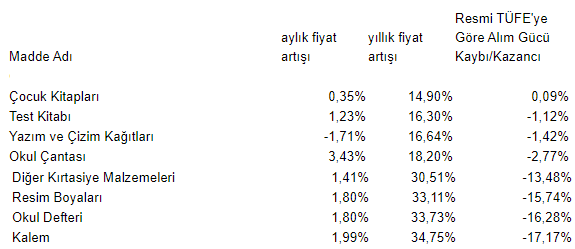 Resmi TÜFE'ye
aylık fiyat yıllık fiyat Göre Alım Gücü
Madde Adı artışı artışı Kaybı/Kazancı
Çocuk Kitapları 0,35% 14,90% 0,09%
Test Kitabı 1,23% 16,30% -1,12%
Yazım ve Çizim Kağıtları -1,71% 16,64% -1,42%
Okul Çantası 3,43% 18,20% -2,77%
Diğer Kırtasiye Malzemeleri 1,41% 30,51% -13,48%
Resim Boyaları 1,80% 33,11% -15,74%
Okul Defteri 1,80% 33,73% -16,28%
Kalem 1,99% 34,75% -17,17%